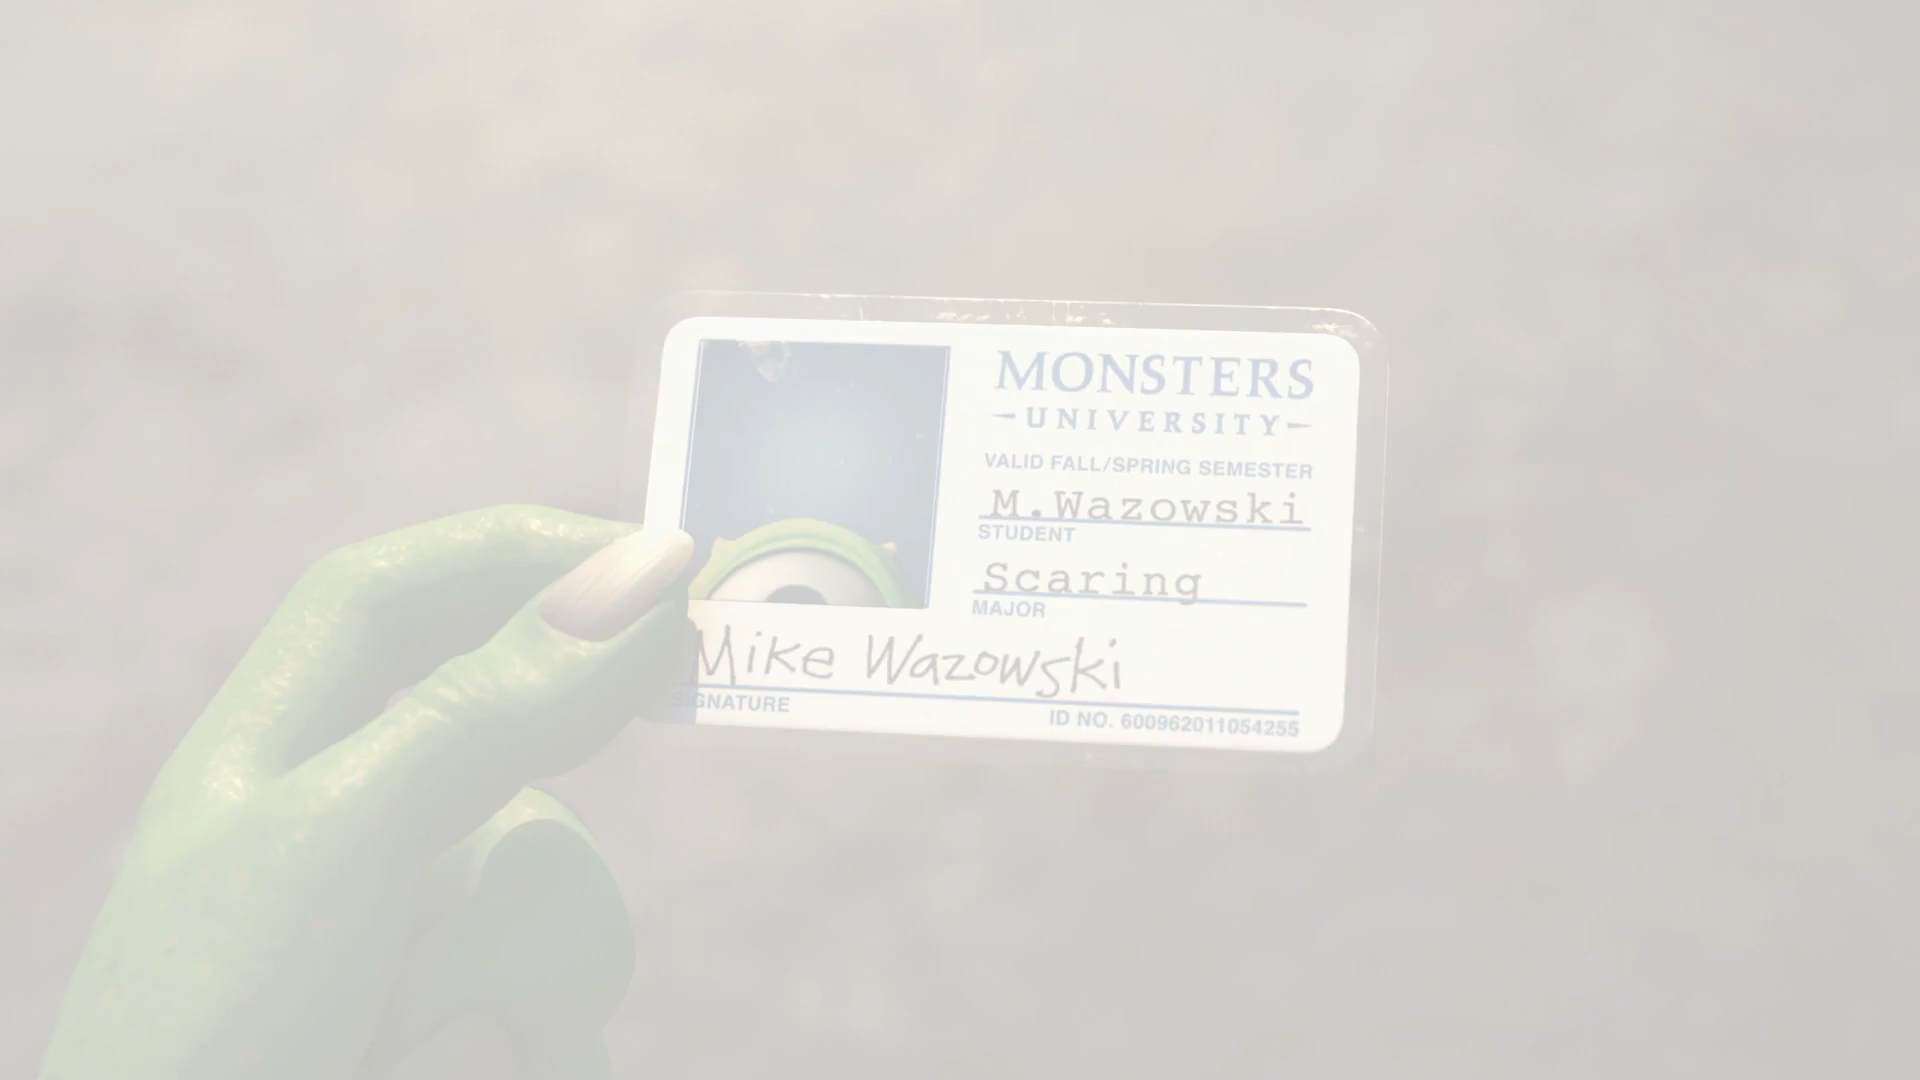 MONSTERS
-UNIVERSITY-
VALID FALL/SPRING SEMESTER
M.Wazowski
STUDENT
Scaring
MAJOR
Mike Wazowski
SIGNATURE
ID NO. 600962011054255